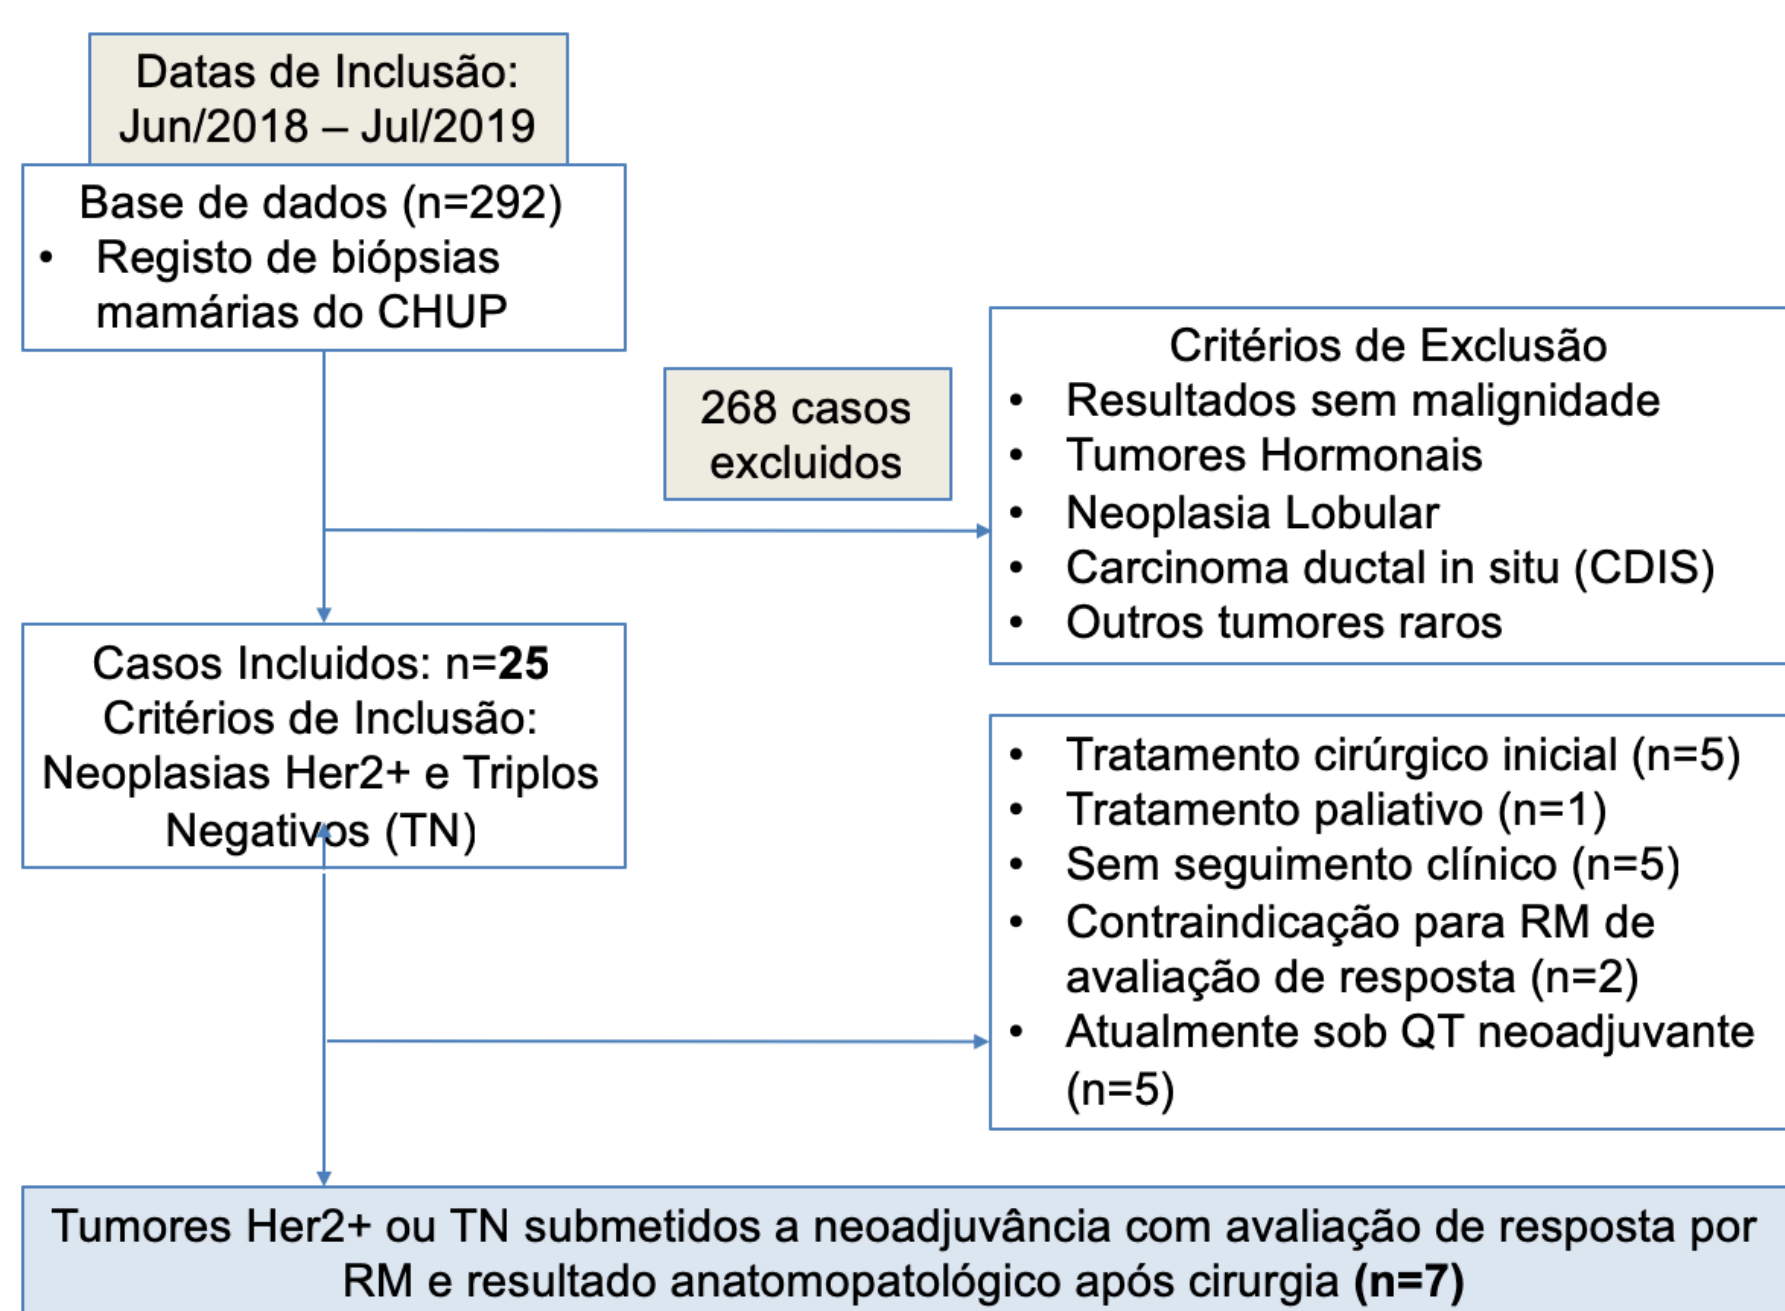 Datas de Inclusão:
Jun/2018 – Jul/2019
Base de dados (n=292)
• Registo de biópsias
mamárias do CHUP
268 casos
excluidos
Critérios de Exclusão
• Resultados sem malignidade
• Tumores Hormonais
• Neoplasia Lobular
• Carcinoma ductal in situ (CDIS)
• Outros tumores raros
Casos Incluidos: n=25
Critérios de Inclusão:
Neoplasias Her2+ e Triplos
Negativos (TN)
• Tratamento cirúrgico inicial (n=5)
• Tratamento paliativo (n=1)
• Sem seguimento clínico (n=5)
• Contraindicação para RM de
avaliação de resposta (n=2)
• Atualmente sob QT neoadjuvante
(n=5)
Tumores Her2+ ou TN submetidos a neoadjuvância com avaliação de resposta por
RM e resultado anatomopatológico após cirurgia (n=7)